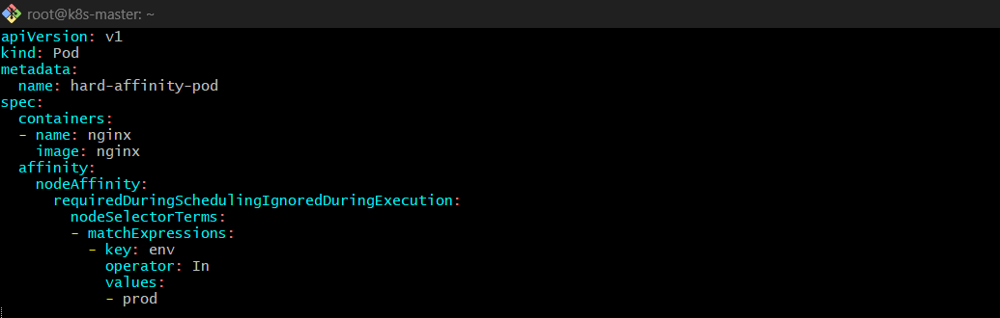 root@k8s-master: ~
apiVersion: v1
kind: Pod
metadata:
  name: hard-affinity-pod
spec:
  containers:
  - name: nginx
    image: nginx
  affinity:
    nodeAffinity:
      requiredDuringSchedulingIgnoredDuringExecution:
        nodeSelectorTerms:
        - matchExpressions:
          - key: env
            operator: In
            values:
            - prod